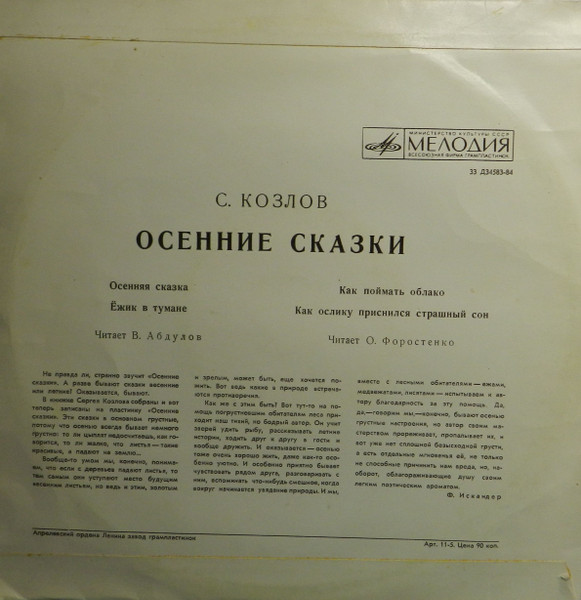 МИНИСТЕРСТВО КУЛЬТУРЫ СССР
МЕЛОДИЯ
ВСЕСОЮЗНАЯ ФИРМА ГРАМПЛАСТИНОК
33 Д34583-84
С. КОЗЛОВ
ОСЕННИЕ СКАЗКИ
Осенняя сказка
Ёжик в тумане
Читает В. Абдулов
Как поймать облако
Как ослику приснился страшный сон
Читает О. Форостенко
Не правда ли, странно звучит «Осенние
сказки». А разве бывают сказки весенние
или летние? Оказывается, бывают.
В книжке Сергея Козлова собраны и вот
теперь записаны на пластинку «Осенние
сказки». Эти сказки в основном грустные,
потому что осенью всегда бывает немного
грустно: то ли цыплят недосчитаешь, как го-
ворится, то ли жалко, что листья — такие
красивые, а падают на землю...
Вообще-то умом мы, конечно, понима-
ем, что если с деревьев падают листья, то
тем самым они уступают место будущим
весенним листьям, но ведь и этим, золотым
и зрелым, может быть, еще хочется по-
жить. Вот ведь какие в природе встречаю-
ются противоречия.
Как же с этим быть? Вот тут-то на по-
мощь погрустневшим обитателям леса при-
ходит наш тихий, но бодрый автор. Он учит
зверей удить рыбу, рассказывать летние
истории, ходить друг к другу в гости и
вообще дружить. И оказывается — осенью
тоже очень хорошо жить, даже как-то осо-
бенно уютно. И особенно приятно бывает
чувствовать рядом друга, разговаривать с
ним, вспоминать что-нибудь смешное, когда
вокруг начинается увядание природы. И мы,
вместе с лесными обитателями — ежами,
медвежатами, писателями — испытываем к ав-
тору благодарность за эту помощь. Да,
да, — говорим мы, — конечно, бывают осенью
грустные настроения, но автор своим ма-
стерством прореживает, пропалывает их, и
вот уже нет сплошной безысходной грусти,
а есть отдельные мгновенья её, не только
не способные причинить нам вреда, но, на-
оборот, облагораживающие душу своим
легким поэтическим ароматом.
Ф. Искандер
Апрелевский ордена Ленина завод грампластинок
Арт. 11-5. Цена 90 коп.